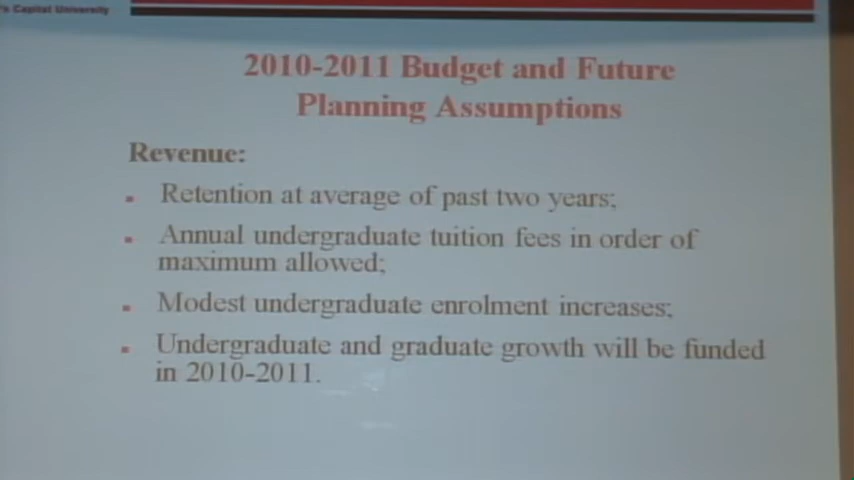 's Capital University
2010-2011 Budget and Future
Planning Assumptions
Revenue:
Retention at average of past two years;
Annual undergraduate tuition fees in order of
maximum allowed;
Modest undergraduate enrolment increases;
Undergraduate and graduate growth will be funded
in 2010-2011.